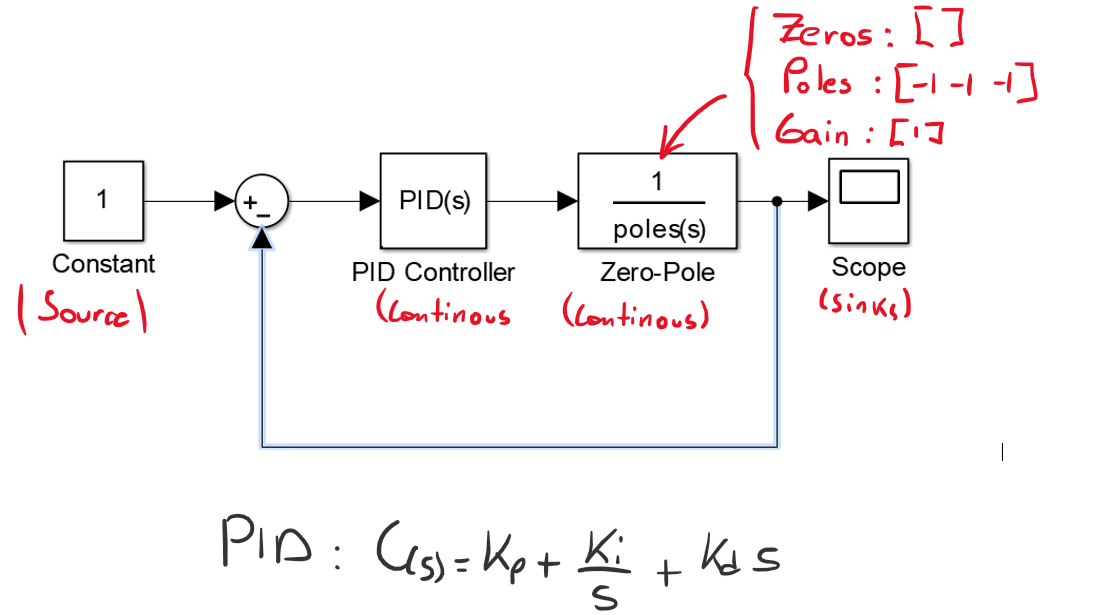 Zeros : [ ]
Poles : [-1 -1 -1]
Gain : [1]
1
+
−
PID(s)
1
poles(s)
Constant
PID Controller
Zero-Pole
Scope
(Source)
(Continous
(Continous)
(Sinks)
PID : C(s) = Kp + Ki/s + Kd s